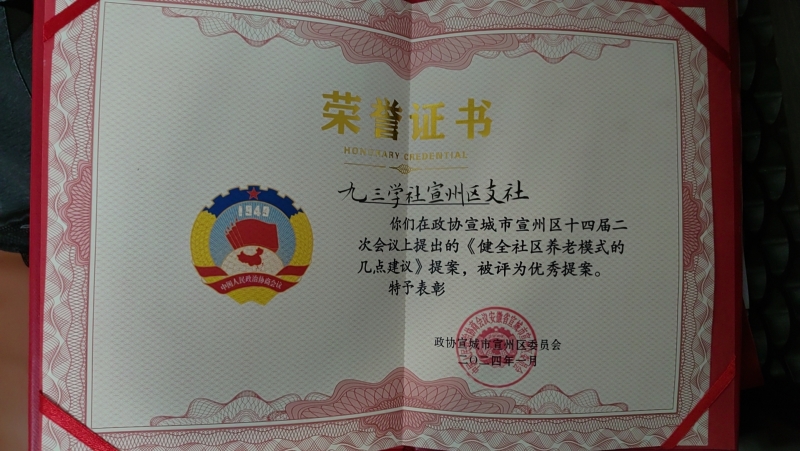 荣誉证书
HONORARY CREDENTIAL
九三学社宣州区支社
1949
中国人民政治协商会议
你们在政协宣城市宣州区十四届二
次会议上提出的《健全社区养老模式的
几点建议》提案，被评为优秀提案。
特予表彰
政协宣城市宣州区委员会
二〇二四年一月